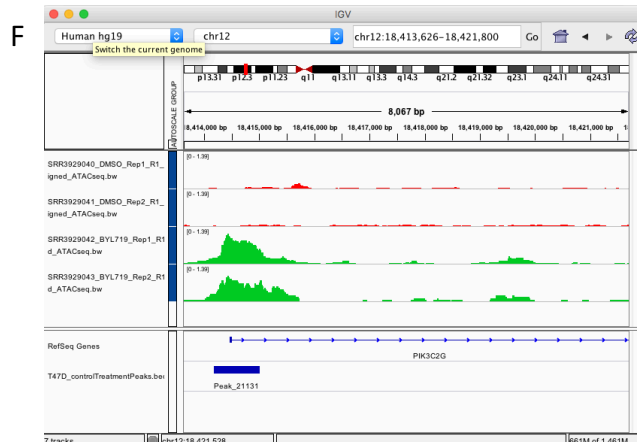 IGV
F
Human hg19 chr12 chr12:18,413,626-18,421,800 Go
Switch the current genome
p13.31 p12.3 p11.23 q11 q13.11 q13.3 q14.3 q21.2 q21.32 q23.1 q24.11 q24.31
AUTOSCALE GROUP
8,067 bp
18,414,000 bp 18,415,000 bp 18,416,000 bp 18,417,000 bp 18,418,000 bp 18,419,000 bp 18,420,000 bp 18,421,000 bp
[0 - 1.39]
SRR3929040_DMSO_Rep1_R1_
igned_ATACseq.bw
[0 - 1.39]
SRR3929041_DMSO_Rep2_R1_
igned_ATACseq.bw
[0 - 1.39]
SRR3929042_BYL719_Rep1_R1
d_ATACseq.bw
[0 - 1.39]
SRR3929043_BYL719_Rep2_R1
d_ATACseq.bw
RefSeq Genes
PIK3C2G
T47D_controlTreatmentPeaks.bed
Peak_21131
7 tracks chr12:18,421,528 661M of 1,461M